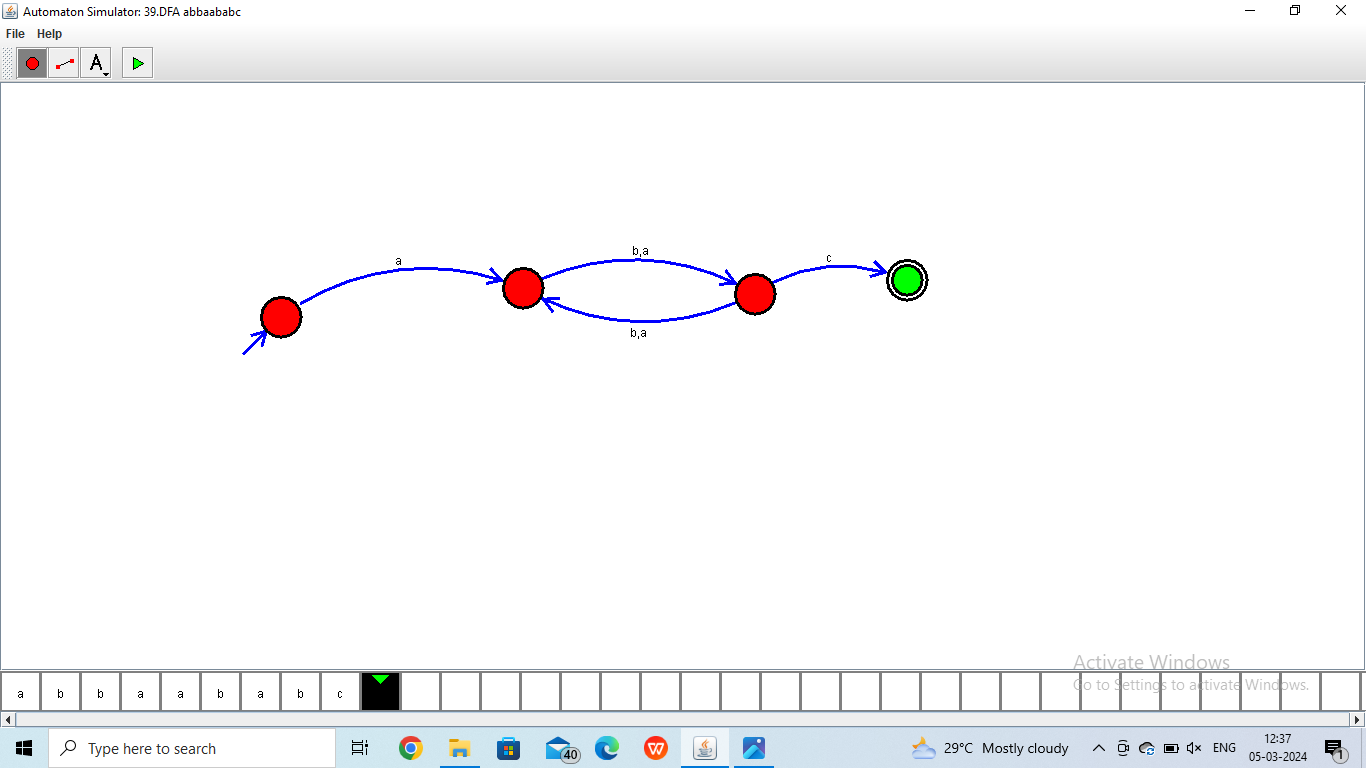 Automaton Simulator: 39.DFA abbaababc
File Help
A
a
b,a
c
b,a
a b b a a b a b c
Activate Windows
Go to Settings to activate Windows.
Type here to search
40
W
29°C Mostly cloudy
ENG
12:37
05-03-2024
1